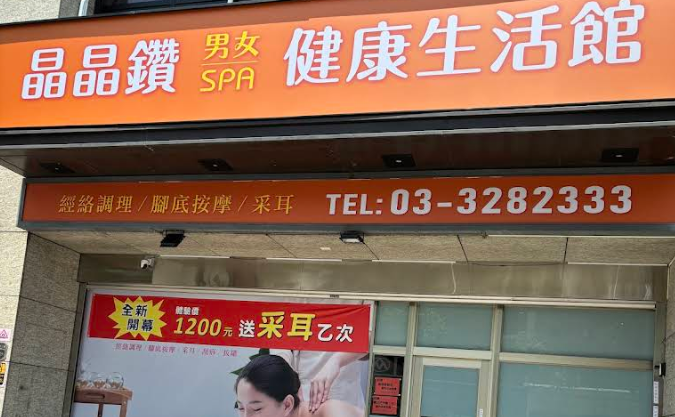 晶晶鑽 男女 SPA 健康生活館
經絡調理/腳底按摩/采耳 TEL:03-3282333
全新開幕 體驗價 1200元 送 采耳 乙次